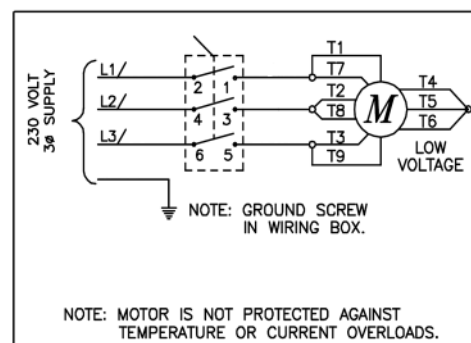 230 VOLT
3ø SUPPLY
L1/
L2/
L3/
2 1
4 3
6 5
T1
T7
T2
T8
T3
T9
M
T4
T5
T6
LOW
VOLTAGE
NOTE: GROUND SCREW
IN WIRING BOX.
NOTE: MOTOR IS NOT PROTECTED AGAINST
TEMPERATURE OR CURRENT OVERLOADS.